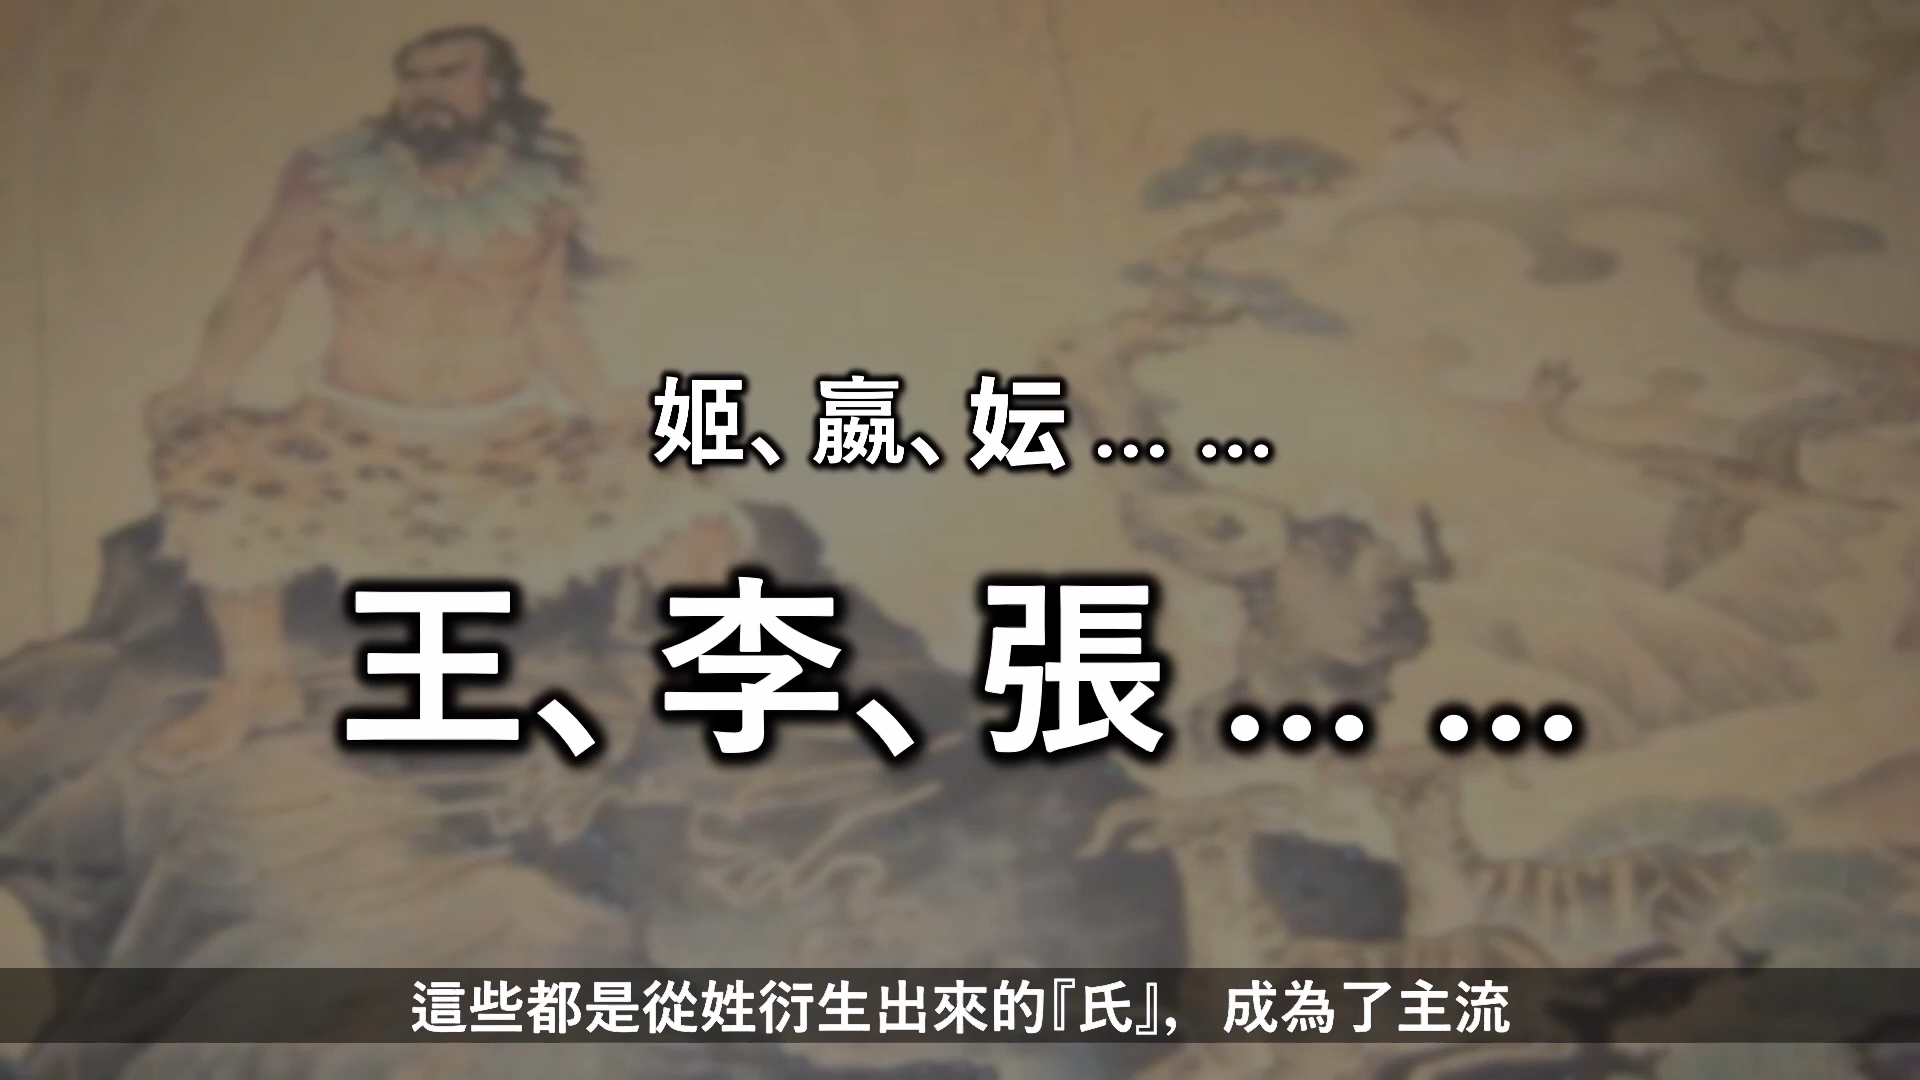 姬、嬴、妘... ...
王、李、張... ...
這些都是從姓衍生出來的『氏』，成為了主流